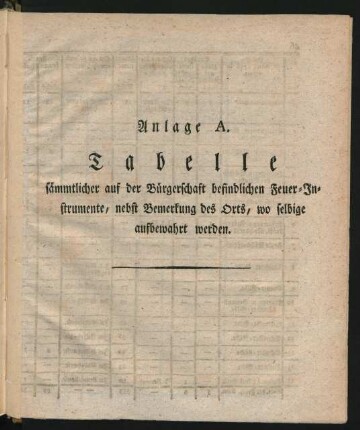 Anlage A.
Tabelle
sämmtlicher auf der Bürgerschaft befindlichen Feuer-In-
strumente, nebst Bemerkung des Orts, wo selbige
aufbewahrt werden.